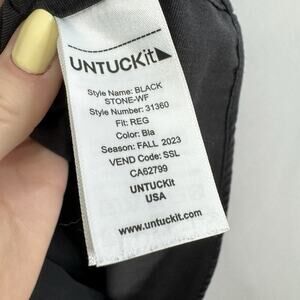 UNTUCKit
Style Name: BLACK
STONE-WF
Style Number: 31360
Fit: REG
Color: Bla
Season: FALL 2023
VEND Code: SSL
CA62799
UNTUCKit
USA
www.untuckit.com